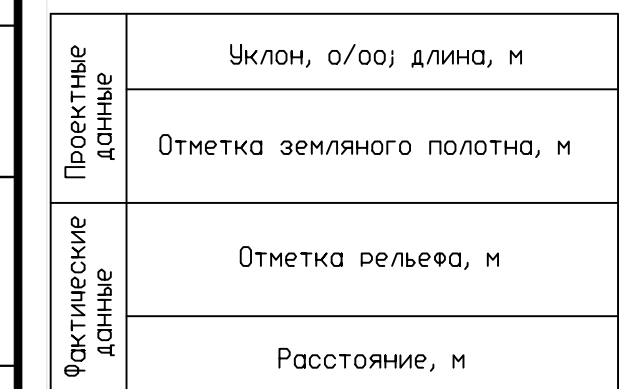 Проектные
данные
Уклон, о/оо; длина, м
Отметка земляного полотна, м
Фактические
данные
Отметка рельефа, м
Расстояние, м